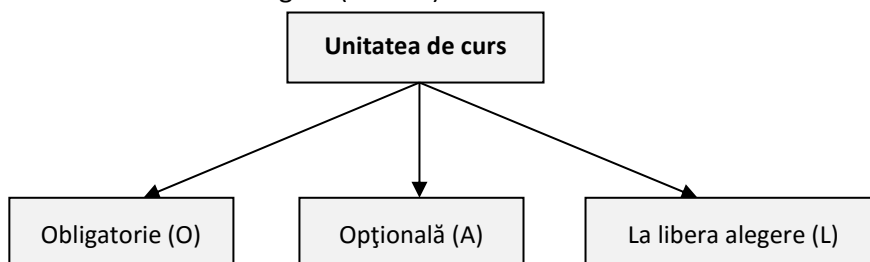 Unitatea de curs
Obligatorie (O)
Opţională (A)
La libera alegere (L)